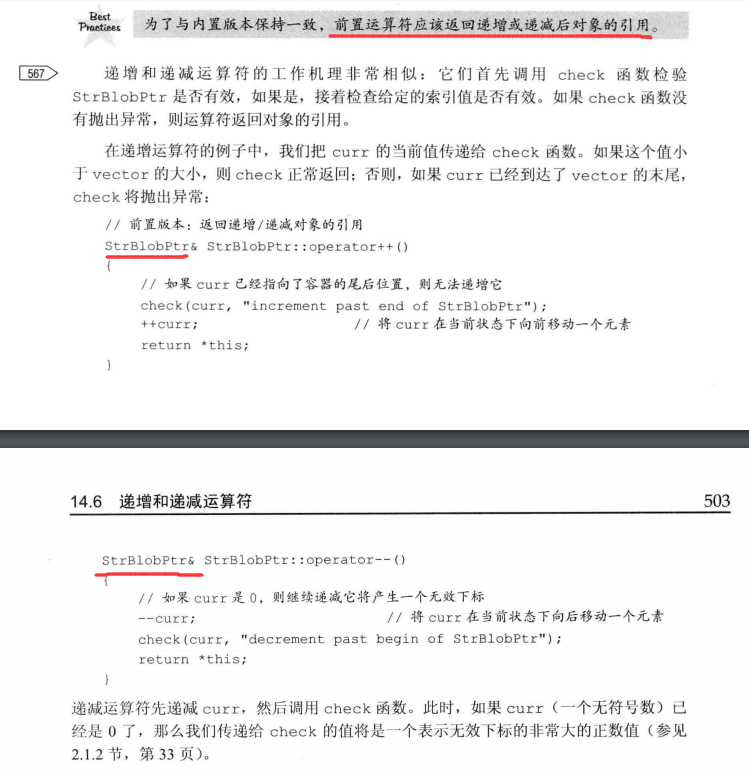 Best
Practices
为了与内置版本保持一致，前置运算符应该返回递增或递减后对象的引用。
567
递增和递减运算符的工作机理非常相似：它们首先调用 check 函数检验
StrBlobPtr 是否有效，如果是，接着检查给定的索引值是否有效。如果 check 函数没
有抛出异常，则运算符返回对象的引用。
在递增运算符的例子中，我们把 curr 的当前值传递给 check 函数。如果这个值小
于 vector 的大小，则 check 正常返回；否则，如果 curr 已经到达了 vector 的末尾，
check 将抛出异常：
// 前置版本：返回递增/递减对象的引用
StrBlobPtr& StrBlobPtr::operator++()
{
// 如果 curr 已经指向了容器的尾后位置，则无法递增它
check(curr, "increment past end of StrBlobPtr");
++curr; // 将 curr 在当前状态下向前移动一个元素
return *this;
}
14.6 递增和递减运算符 503
StrBlobPtr& StrBlobPtr::operator--()
{
// 如果 curr 是 0，则继续递减它将产生一个无效下标
--curr; // 将 curr 在当前状态下向后移动一个元素
check(curr, "decrement past begin of StrBlobPtr");
return *this;
}
递减运算符先递减 curr，然后调用 check 函数。此时，如果 curr（一个无符号数）已
经是 0 了，那么我们传递给 check 的值将是一个表示无效下标的非常大的正数值（参见
2.1.2 节，第 33 页）。